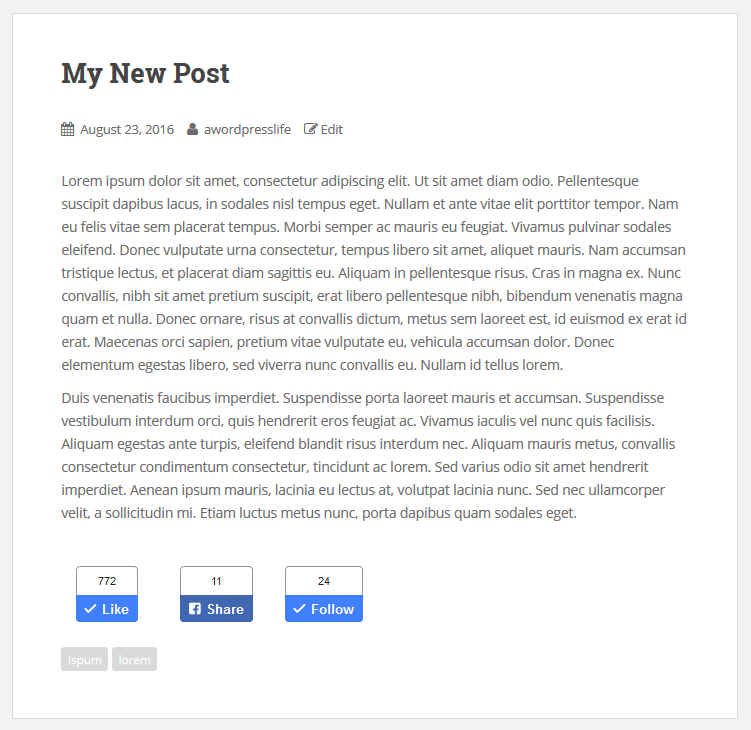 My New Post
August 23, 2016 awordpresslife Edit
Lorem ipsum dolor sit amet, consectetur adipiscing elit. Ut sit amet diam odio. Pellentesque
suscipit dapibus lacus, in sodales nisl tempus eget. Nullam et ante vitae elit porttitor tempor. Nam
eu felis vitae sem placerat tempus. Morbi semper ac mauris eu feugiat. Vivamus pulvinar sodales
eleifend. Donec vulputate urna consectetur, tempus libero sit amet, aliquet mauris. Nam accumsan
tristique lectus, et placerat diam sagittis eu. Aliquam in pellentesque risus. Cras in magna ex. Nunc
convallis, nibh sit amet pretium suscipit, erat libero pellentesque nibh, bibendum venenatis magna
quam et nulla. Donec ornare, risus at convallis dictum, metus sem laoreet est, id euismod ex erat id
erat. Maecenas orci sapien, pretium vitae vulputate eu, vehicula accumsan dolor. Donec
elementum egestas libero, sed viverra nunc convallis eu. Nullam id tellus lorem.
Duis venenatis faucibus imperdiet. Suspendisse porta laoreet mauris et accumsan. Suspendisse
vestibulum interdum orci, quis hendrerit eros feugiat ac. Vivamus iaculis vel nunc quis facilisis.
Aliquam egestas ante turpis, eleifend blandit risus interdum nec. Aliquam mauris metus, convallis
consectetur condimentum consectetur, tincidunt ac lorem. Sed varius odio sit amet hendrerit
imperdiet. Aenean ipsum mauris, lacinia eu lectus at, volutpat lacinia nunc. Sed nec ullamcorper
velit, a sollicitudin mi. Etiam luctus metus nunc, porta dapibus quam sodales eget.
772 11 24
Like Share Follow
ispum lorem